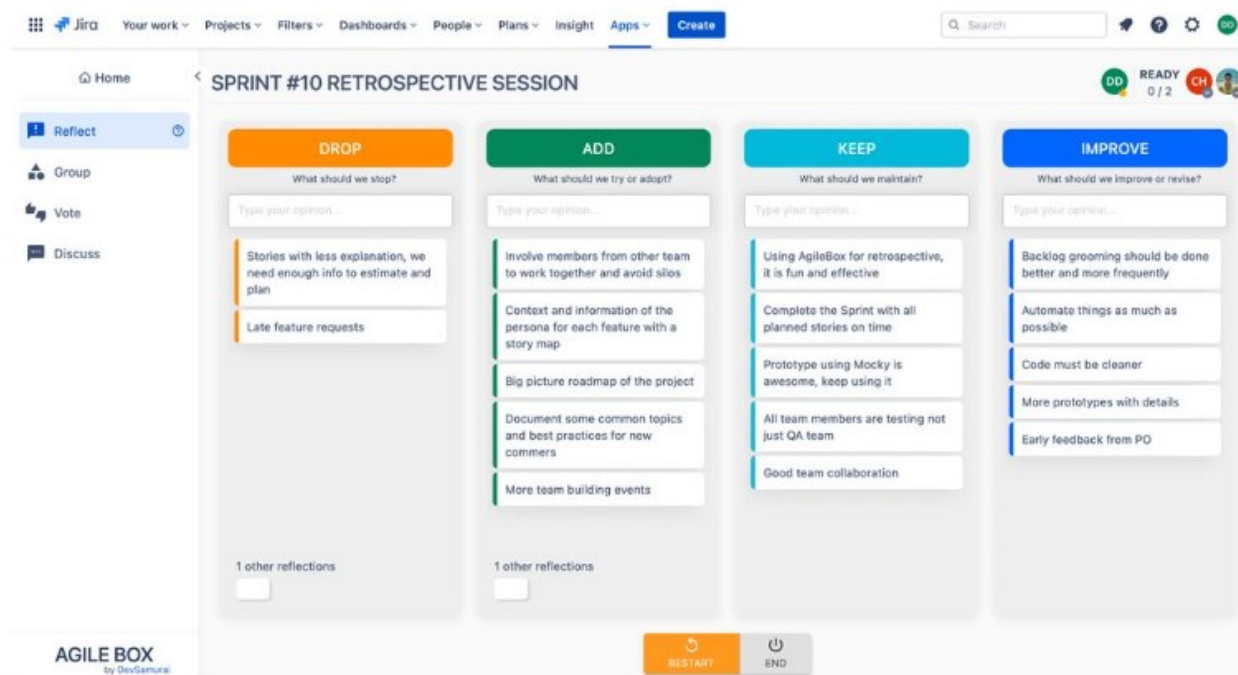 Jira Your work Projects Filters Dashboards People Plans Insight Apps Create Search DD
Home
SPRINT #10 RETROSPECTIVE SESSION
DD READY CH
0 / 2
Reflect
Group
Vote
Discuss
DROP
What should we stop?
Type your opinion...
Stories with less explanation, we
need enough info to estimate and
plan
Late feature requests
1 other reflections
ADD
What should we try or adopt?
Type your opinion...
Involve members from other team
to work together and avoid silos
Context and information of the
persona for each feature with a
story map
Big picture roadmap of the project
Document some common topics
and best practices for new
commers
More team building events
1 other reflections
KEEP
What should we maintain?
Type your opinion...
Using AgileBox for retrospective,
it is fun and effective
Complete the Sprint with all
planned stories on time
Prototype using Mocky is
awesome, keep using it
All team members are testing not
just QA team
Good team collaboration
IMPROVE
What should we improve or revise?
Type your opinion...
Backlog grooming should be done
better and more frequently
Automate things as much as
possible
Code must be cleaner
More prototypes with details
Early feedback from PO
AGILE BOX
by DevSamurai
RESTART
END